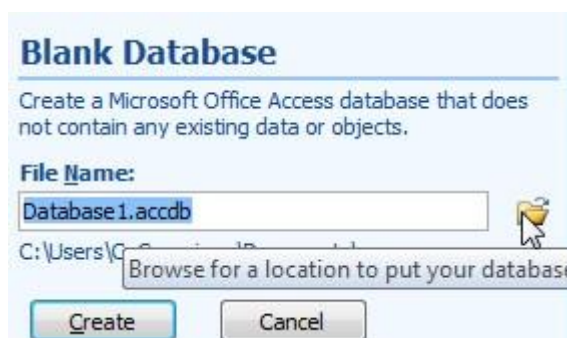 Blank Database
Create a Microsoft Office Access database that does
not contain any existing data or objects.
File Name:
Database1.accdb
C:\Users\
Browse for a location to put your database
Create
Cancel